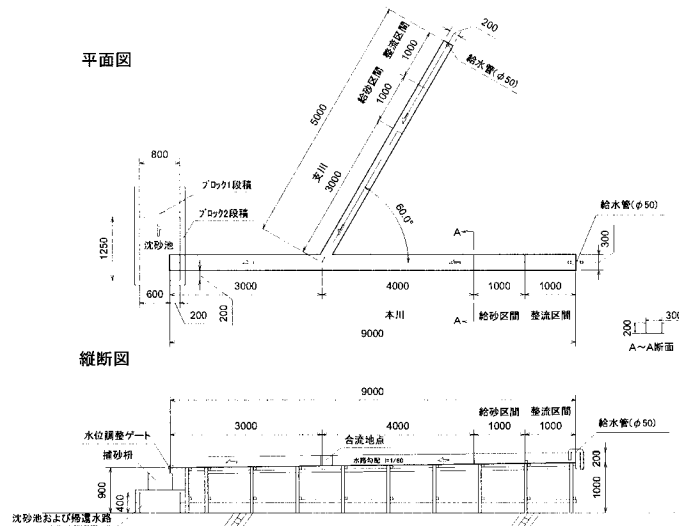 平面図
200
給水管(φ50)
整流区間
1000
給砂区間
1000
5000
支川
3000
60.0°
800
ブロック1段積
ブロック2段積
沈砂池
1250
600
200
200
3000
4000
本川
1000
給砂区間
1000
整流区間
9000
A
A
給水管(φ50)
300
300
200
A～A断面
縦断図
9000
3000
4000
給砂区間
1000
整流区間
1000
給水管(φ50)
水位調整ゲート
捕砂枡
合流地点
水路勾配 I=1/60
200
1000
900
400
沈砂池および帰還水路